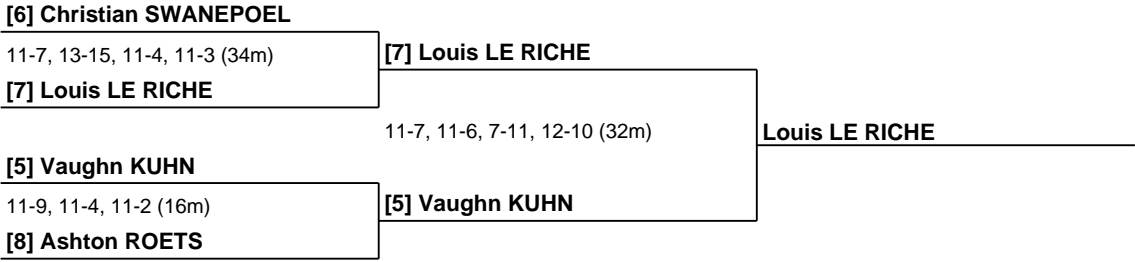 [6] Christian SWANEPOEL
11-7, 13-15, 11-4, 11-3 (34m)
[7] Louis LE RICHE
[7] Louis LE RICHE
11-7, 11-6, 7-11, 12-10 (32m)
Louis LE RICHE
[5] Vaughn KUHN
11-9, 11-4, 11-2 (16m)
[5] Vaughn KUHN
[8] Ashton ROETS